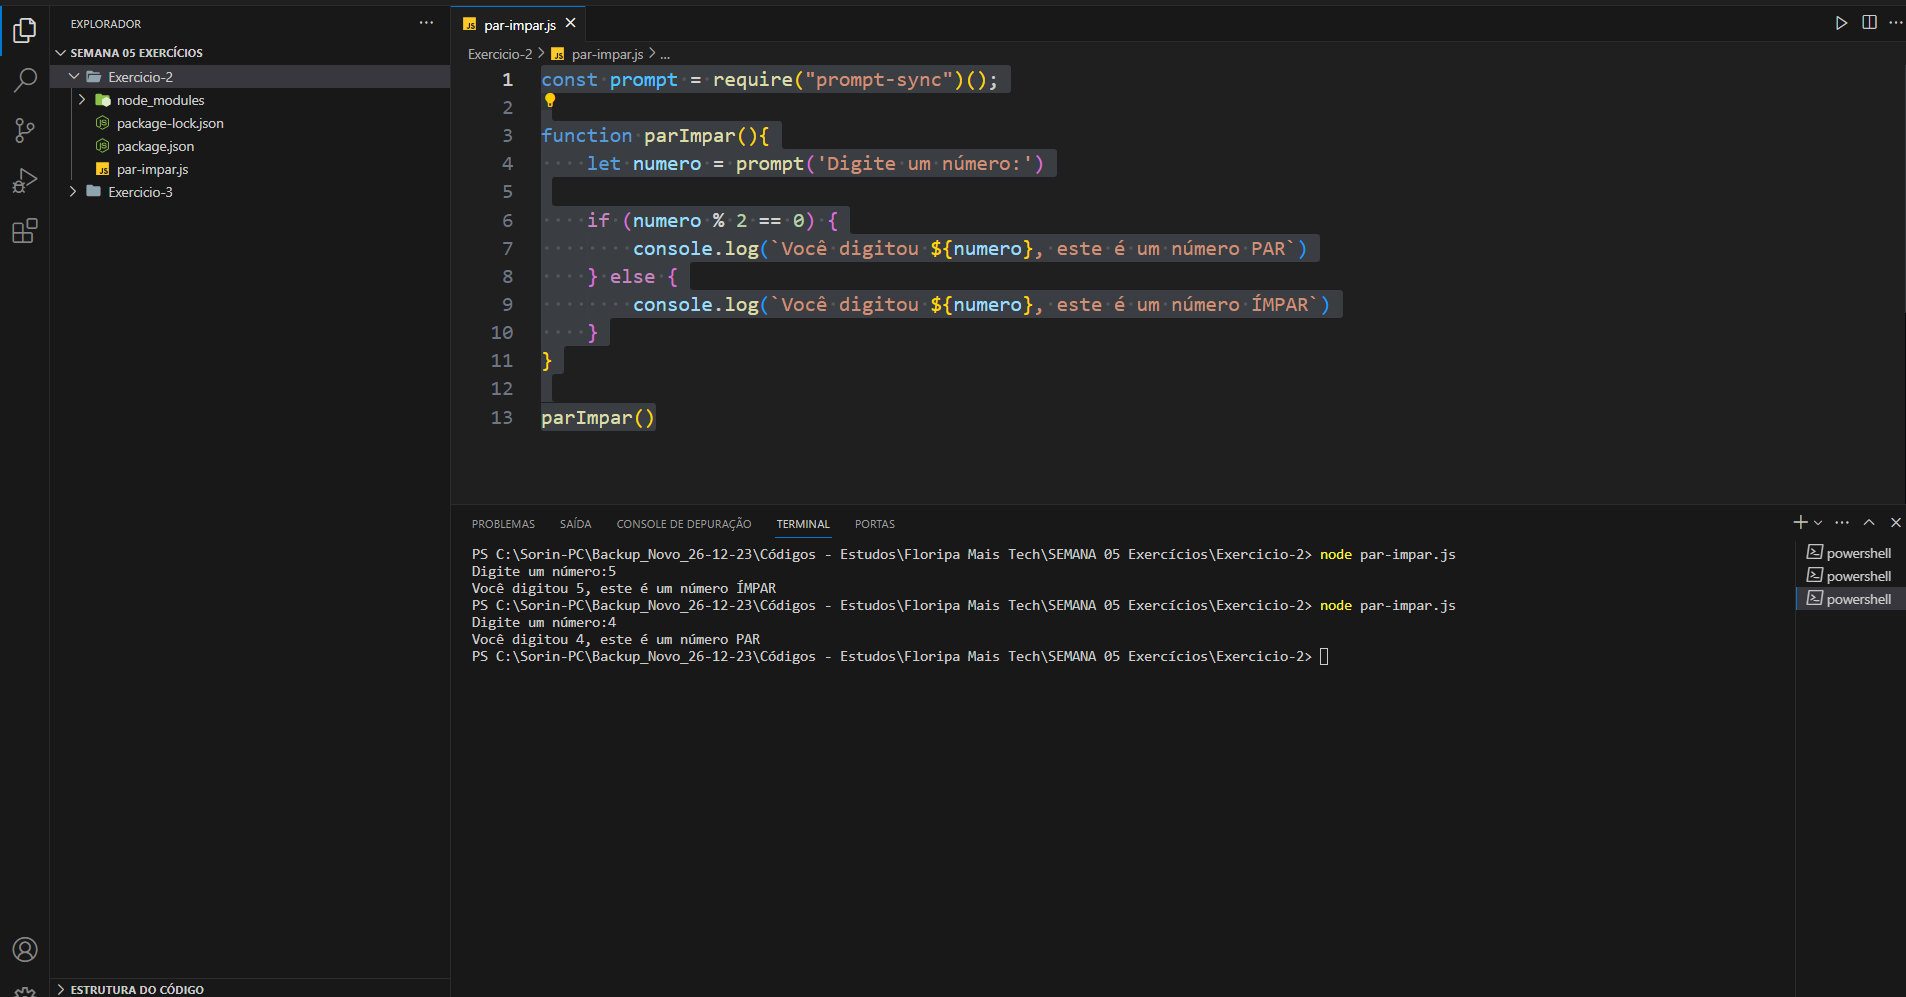 EXPLORADOR
SEMANA 05 EXERCÍCIOS
Exercicio-2
node_modules
package-lock.json
package.json
JS par-impar.js
Exercicio-3
ESTRUTURA DO CÓDIGO
JS par-impar.js
Exercicio-2 > JS par-impar.js > ...
1 const prompt = require("prompt-sync")();
2
3 function parImpar(){
4 let numero = prompt('Digite um número:')
5
6 if (numero % 2 == 0) {
7 console.log(`Você digitou ${numero}, este é um número PAR`)
8 } else {
9 console.log(`Você digitou ${numero}, este é um número ÍMPAR`)
10 }
11 }
12
13 parImpar()
PROBLEMAS SAÍDA CONSOLE DE DEPURAÇÃO TERMINAL PORTAS
PS C:\Sorin-PC\Backup_Novo_26-12-23\Códigos - Estudos\Floripa Mais Tech\SEMANA 05 Exercícios\Exercicio-2> node par-impar.js
Digite um número:5
Você digitou 5, este é um número ÍMPAR
PS C:\Sorin-PC\Backup_Novo_26-12-23\Códigos - Estudos\Floripa Mais Tech\SEMANA 05 Exercícios\Exercicio-2> node par-impar.js
Digite um número:4
Você digitou 4, este é um número PAR
PS C:\Sorin-PC\Backup_Novo_26-12-23\Códigos - Estudos\Floripa Mais Tech\SEMANA 05 Exercícios\Exercicio-2>
powershell
powershell
powershell